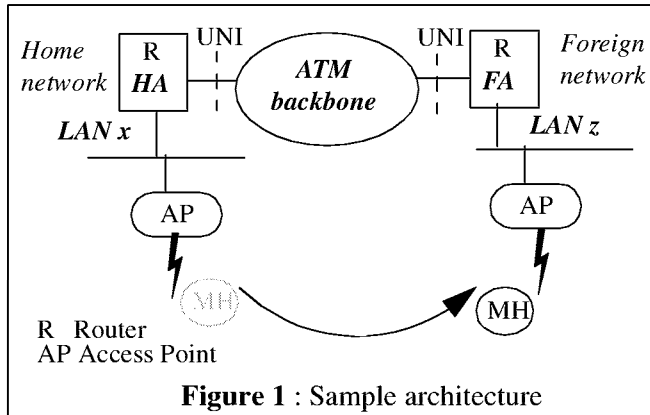 Home
network
R
HA
UNI
ATM
backbone
UNI
R
FA
Foreign
network
LAN x
LAN z
AP
AP
MH
MH
R Router
AP Access Point
Figure 1 : Sample architecture